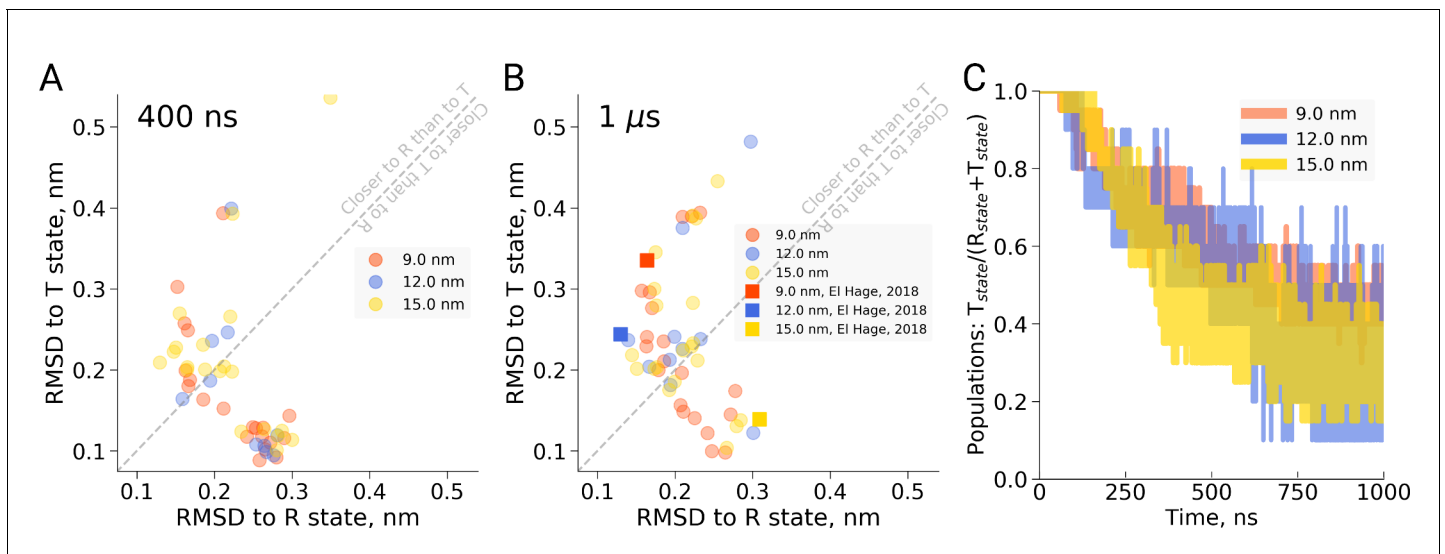 A
400 ns
RMSD to T state, nm
0.5
0.4
0.3
0.2
0.1
0.1
0.2
0.3
0.4
0.5
RMSD to R state, nm
Closer to R than to T
Closer to T than to R
9.0 nm
12.0 nm
15.0 nm
B
1 μs
RMSD to T state, nm
0.5
0.4
0.3
0.2
0.1
0.1
0.2
0.3
0.4
0.5
RMSD to R state, nm
Closer to R than to T
Closer to T than to R
9.0 nm
12.0 nm
15.0 nm
9.0 nm, El Hage, 2018
12.0 nm, El Hage, 2018
15.0 nm, El Hage, 2018
C
Populations: Tstate/(Rstate+Tstate)
1.0
0.8
0.6
0.4
0.2
0.0
0
250
500
750
1000
Time, ns
9.0 nm
12.0 nm
15.0 nm